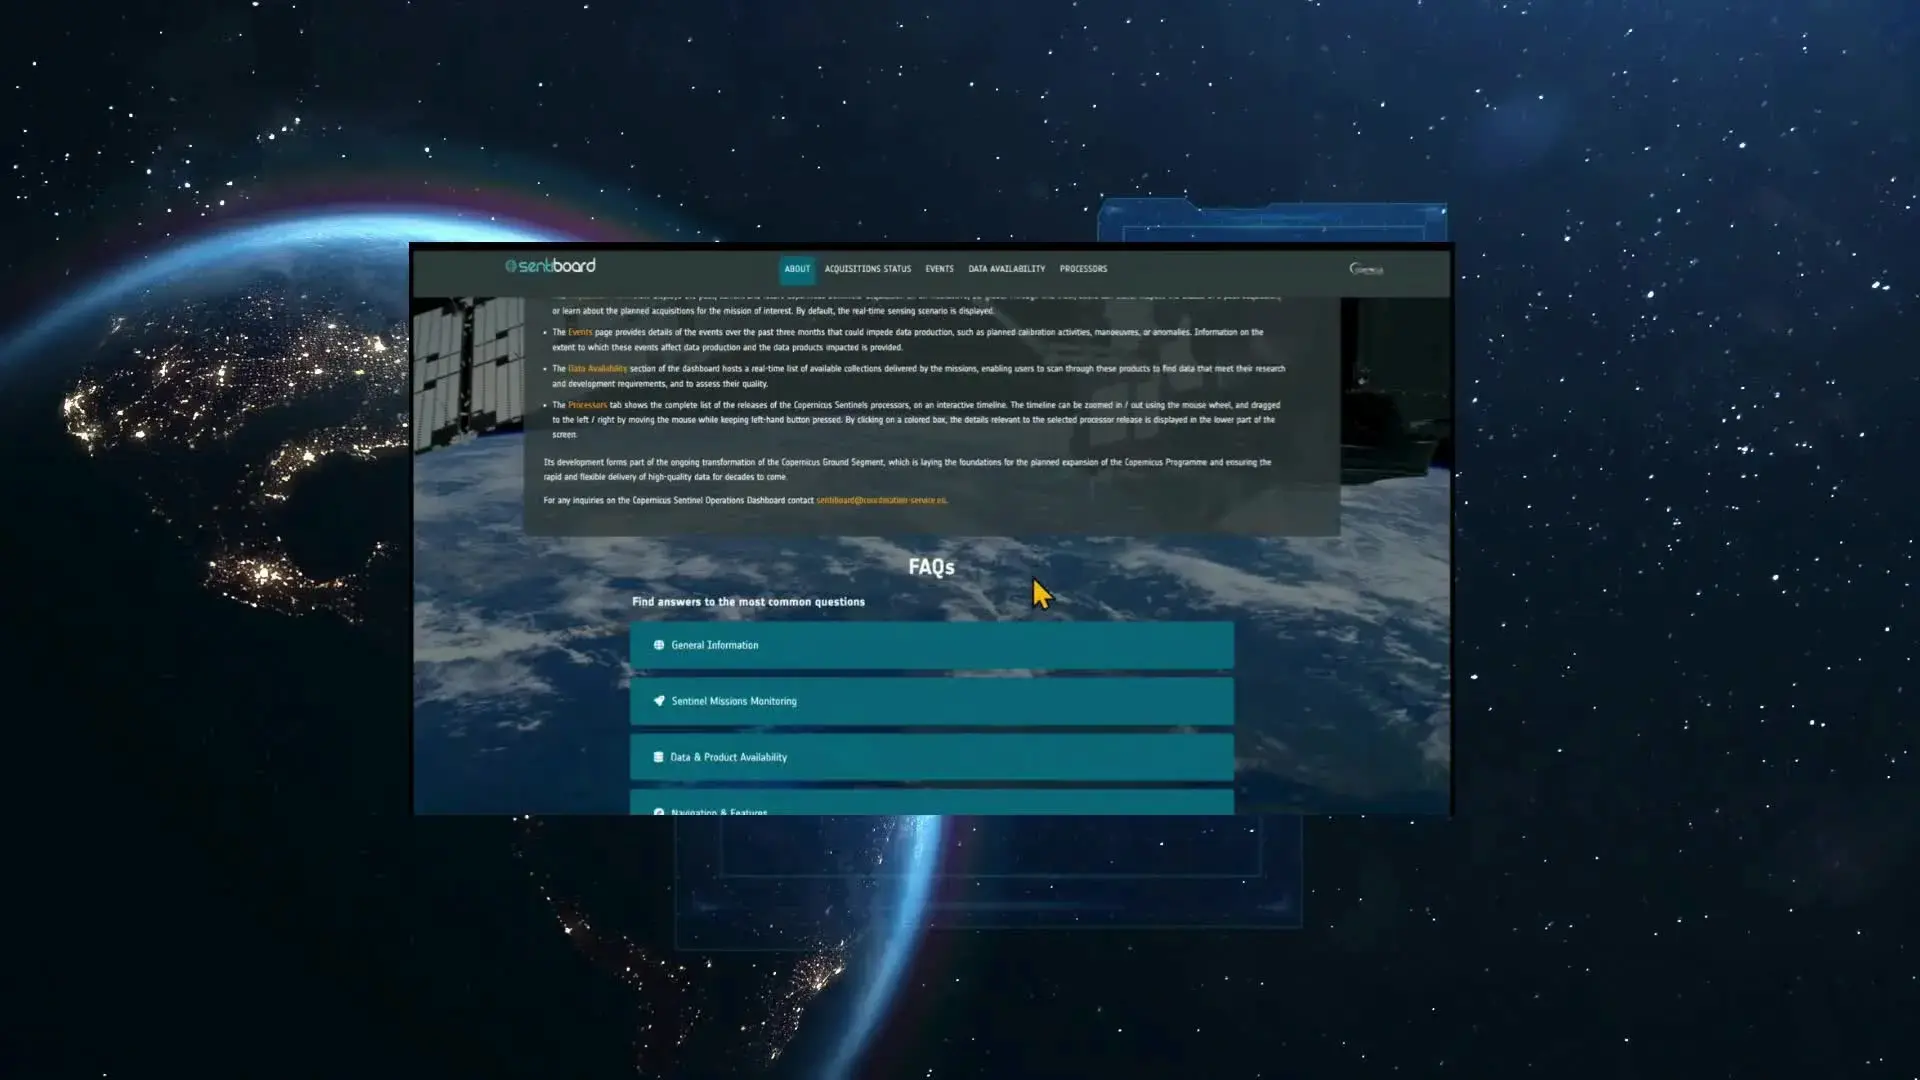 sentiboard
ABOUT ACQUISITIONS STATUS EVENTS DATA AVAILABILITY PROCESSORS
or learn about the planned acquisitions for the mission of interest. By default, the real-time sensing scenario is displayed.
• The Events page provides details of the events over the past three months that could impede data production, such as planned calibration activities, manoeuvres, or anomalies. Information on the
extent to which these events affect data production and the data products impacted is provided.
• The Data Availability section of the dashboard hosts a real-time list of available collections delivered by the missions, enabling users to scan through these products to find data that meet their research
and development requirements, and to assess their quality.
• The Processors tab shows the complete list of the releases of the Copernicus Sentinels processors, on an interactive timeline. The timeline can be zoomed in / out using the mouse wheel, and dragged
to the left / right by moving the mouse while keeping left-hand button pressed. By clicking on a colored box, the details relevant to the selected processor release is displayed in the lower part of the
screen.
Its development forms part of the ongoing transformation of the Copernicus Ground Segment, which is laying the foundations for the planned expansion of the Copernicus Programme and ensuring the
rapid and flexible delivery of high-quality data for decades to come.
For any inquiries on the Copernicus Sentinel Operations Dashboard contact sentiboard@coordination-service.eu.
FAQs
Find answers to the most common questions
General Information
Sentinel Missions Monitoring
Data & Product Availability
Navigation & Features